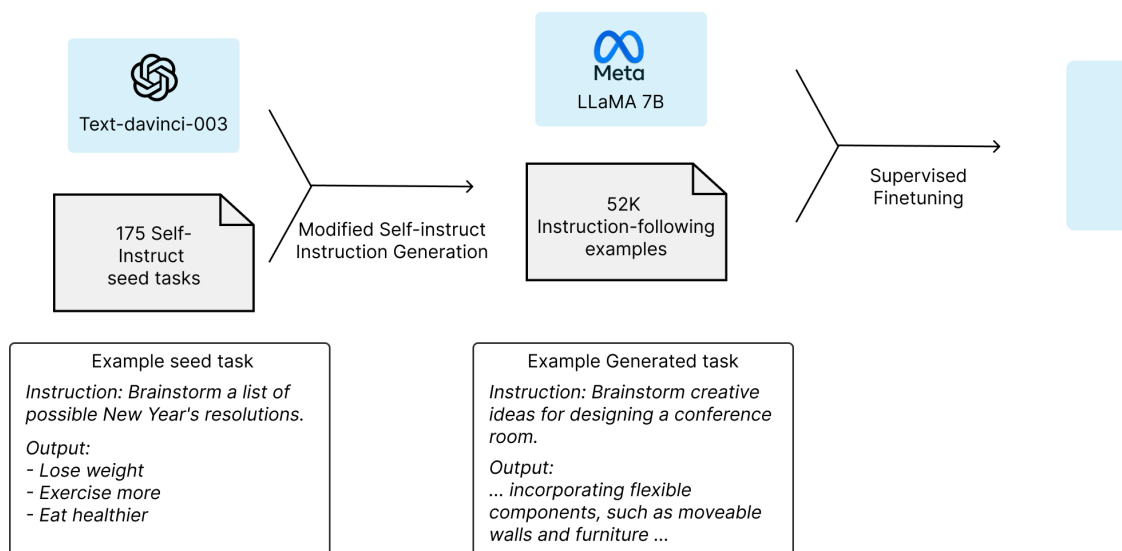 Text-davinci-003
175 Self-
Instruct
seed tasks
Modified Self-instruct
Instruction Generation
Meta
LLaMA 7B
52K
Instruction-following
examples
Supervised
Finetuning
Example seed task
Instruction: Brainstorm a list of
possible New Year's resolutions.
Output:
- Lose weight
- Exercise more
- Eat healthier
Example Generated task
Instruction: Brainstorm creative
ideas for designing a conference
room.
Output:
... incorporating flexible
components, such as moveable
walls and furniture ...